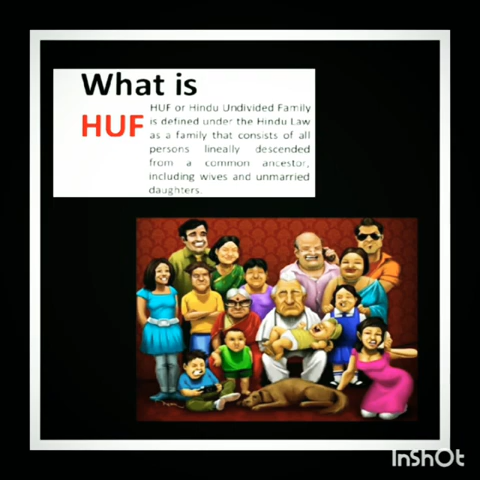 What is
HUF
HUF or Hindu Undivided Family
is defined under the Hindu Law
as a family that consists of all
persons lineally descended
from a common ancestor,
including wives and unmarried
daughters.
InShOt